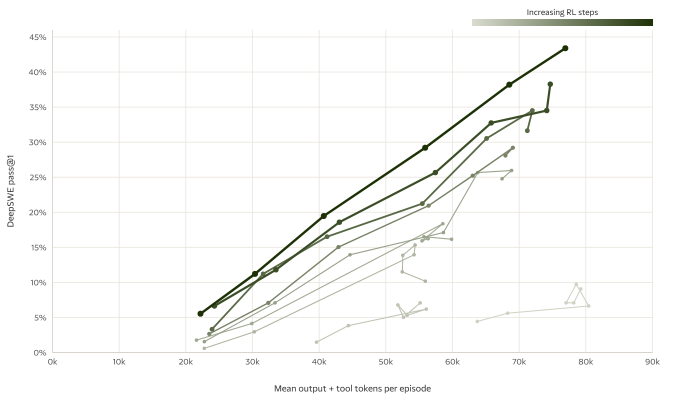 Increasing RL steps
45%
40%
35%
30%
25%
20%
15%
10%
5%
0%
DeepSWE pass@1
0k 10k 20k 30k 40k 50k 60k 70k 80k 90k
Mean output + tool tokens per episode